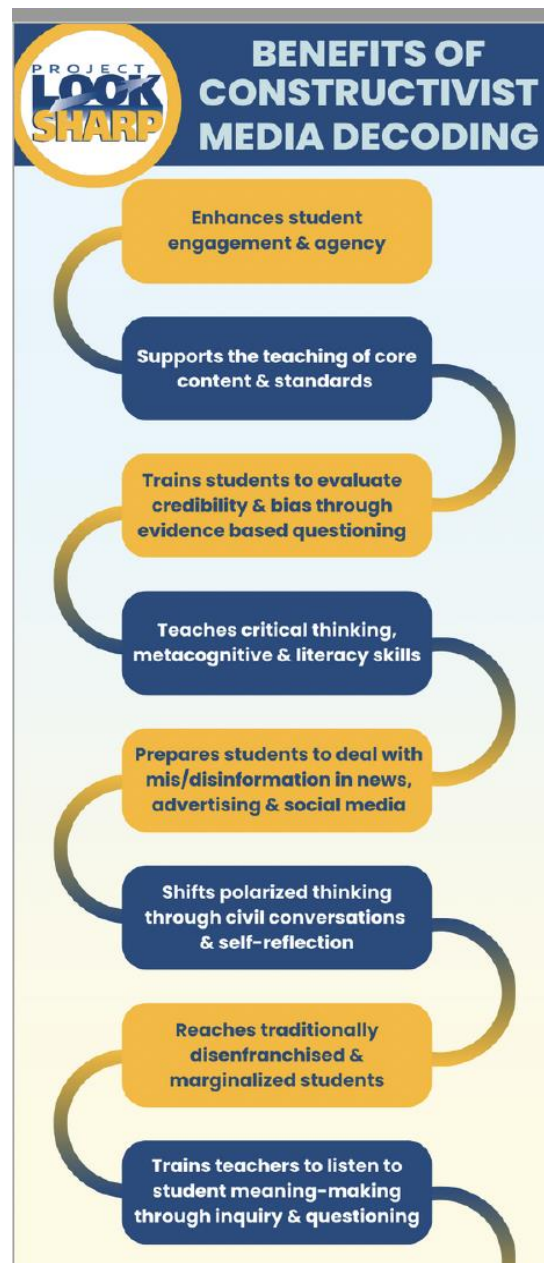 PROJECT
LOOK
SHARP
BENEFITS OF
CONSTRUCTIVIST
MEDIA DECODING
Enhances student
engagement & agency
Supports the teaching of core
content & standards
Trains students to evaluate
credibility & bias through
evidence based questioning
Teaches critical thinking,
metacognitive & literacy skills
Prepares students to deal with
mis/disinformation in news,
advertising & social media
Shifts polarized thinking
through civil conversations
& self-reflection
Reaches traditionally
disenfranchised &
marginalized students
Trains teachers to listen to
student meaning-making
through inquiry & questioning